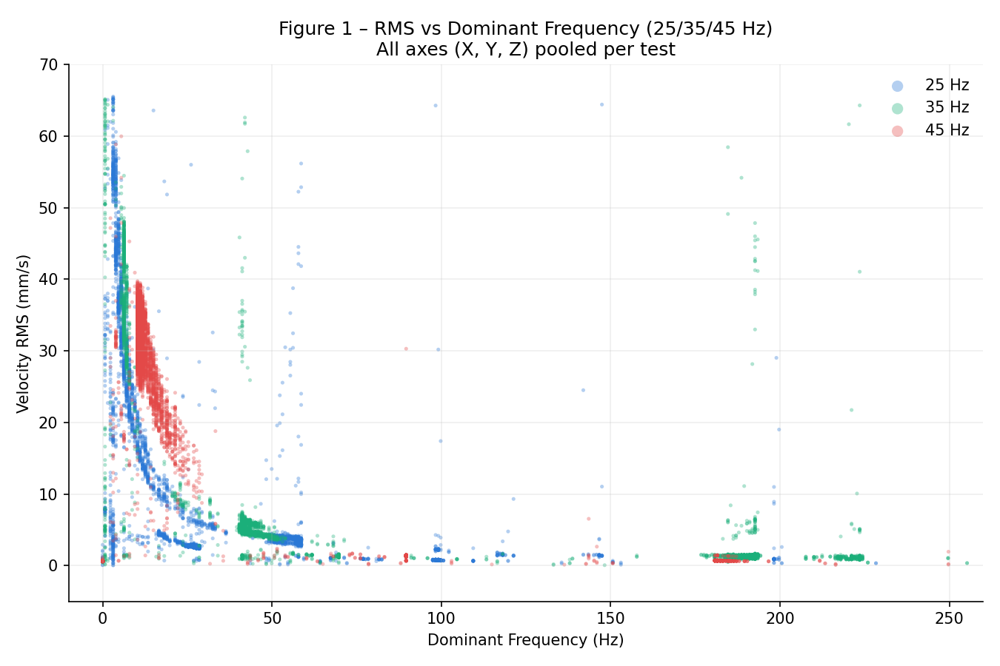 Figure 1 – RMS vs Dominant Frequency (25/35/45 Hz)
All axes (X, Y, Z) pooled per test
70
60
50
40
30
20
10
0
Velocity RMS (mm/s)
25 Hz
35 Hz
45 Hz
0
50
100
150
200
250
Dominant Frequency (Hz)